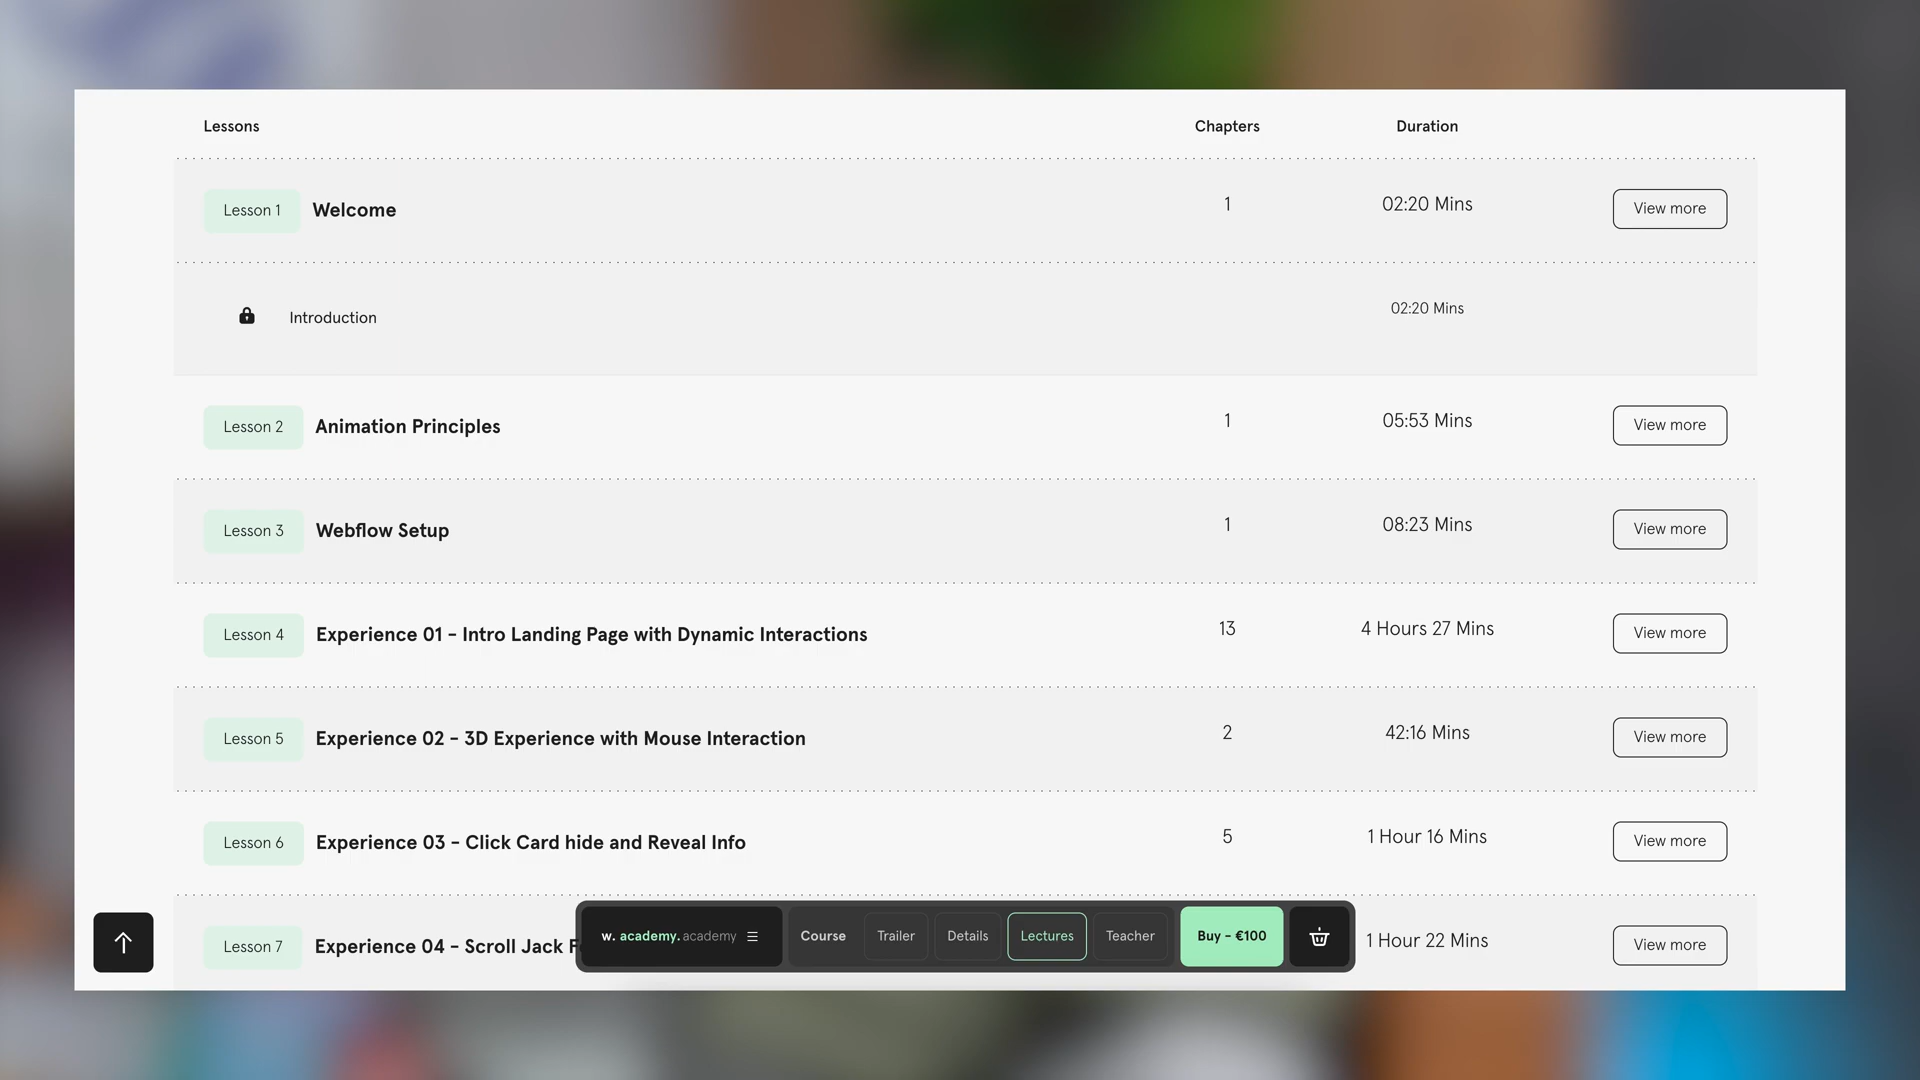 Lessons Chapters Duration
Lesson 1 Welcome 1 02:20 Mins View more
Introduction 02:20 Mins
Lesson 2 Animation Principles 1 05:53 Mins View more
Lesson 3 Webflow Setup 1 08:23 Mins View more
Lesson 4 Experience 01 - Intro Landing Page with Dynamic Interactions 13 4 Hours 27 Mins View more
Lesson 5 Experience 02 - 3D Experience with Mouse Interaction 2 42:16 Mins View more
Lesson 6 Experience 03 - Click Card hide and Reveal Info 5 1 Hour 16 Mins View more
Lesson 7 Experience 04 - Scroll Jack 1 Hour 22 Mins View more
w. academy. academy Course Trailer Details Lectures Teacher Buy - €100